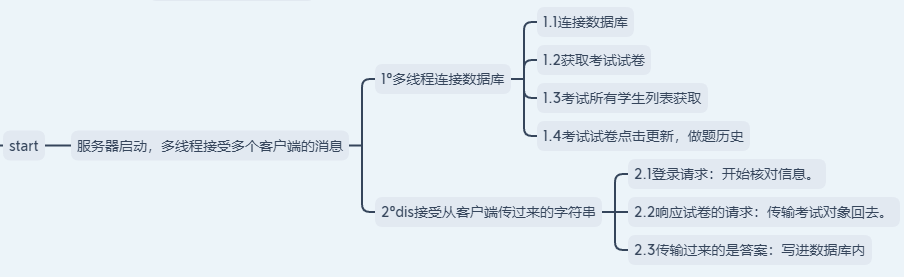 start
服务器启动，多线程接受多个客户端的消息
1°多线程连接数据库
1.1连接数据库
1.2获取考试试卷
1.3考试所有学生列表获取
1.4考试试卷点击更新，做题历史
2°dis接受从客户端传过来的字符串
2.1登录请求：开始核对信息。
2.2响应试卷的请求：传输考试对象回去。
2.3传输过来的是答案：写进数据库内